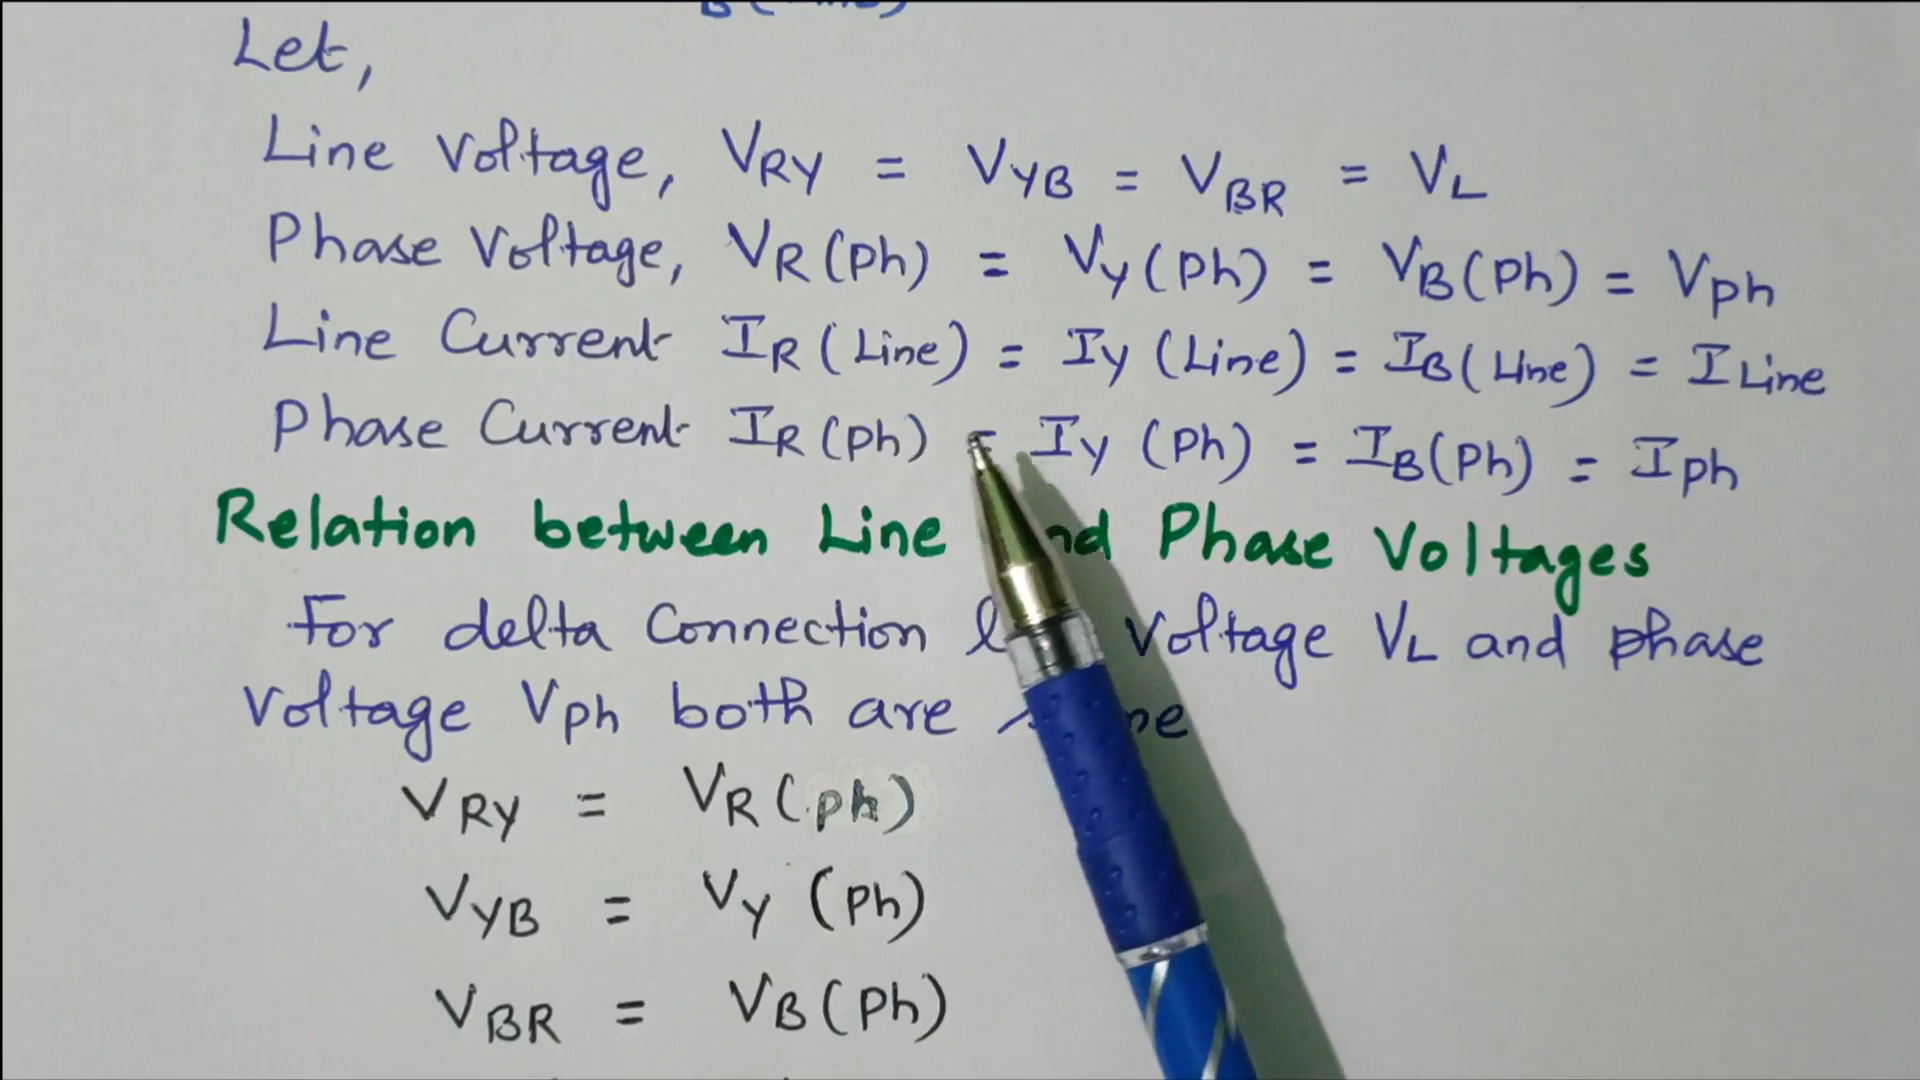 Let,
Line Voltage, VRY = VYB = VBR = VL
Phase Voltage, VR(Ph) = VY(Ph) = VB(Ph) = Vph
Line Current IR(Line) = IY(Line) = IB(Line) = ILine
Phase Current IR(Ph) = IY(Ph) = IB(Ph) = Iph
Relation between Line and Phase Voltages
For delta Connection Voltage VL and phase
Voltage Vph both are
VRY = VR(ph)
VYB = VY(Ph)
VBR = VB(Ph)